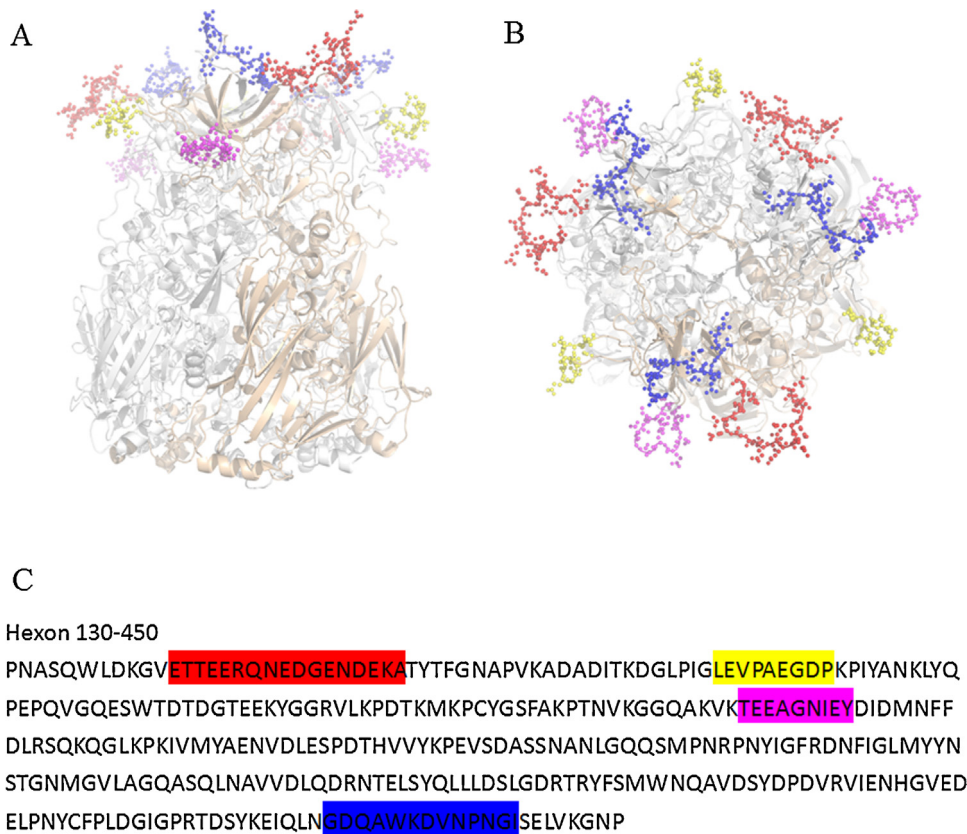 A
B
C
Hexon 130-450
PNASQWLDKGVETTEERQNEDGENDEKATYTFGNAPVKADADITKDGLPIGLEVPAEGDPKPIYANKLYQ
PEPQVGQESWTDTDGTEEKYGGRVLKPDTKMKPCYGSFAKPTNVKGGQAKVKTEEAGNIEYDIDMNFF
DLRSQKQGLKPKIVMYAENVDLESPDTHVVYKPEVSDASSNANLGQQSMPNRPNYIGFRDNFIGLMYYN
STGNMGVLAGQASQLNAVVDLQDRNTELSYQLLLDSLGDRTRYFSMWNQAVDSYDPDVRVIENHGVED
ELPNYCFPLDGIGPRTDSYKEIQLNGDQAWKDVNPNGISELVKGNP